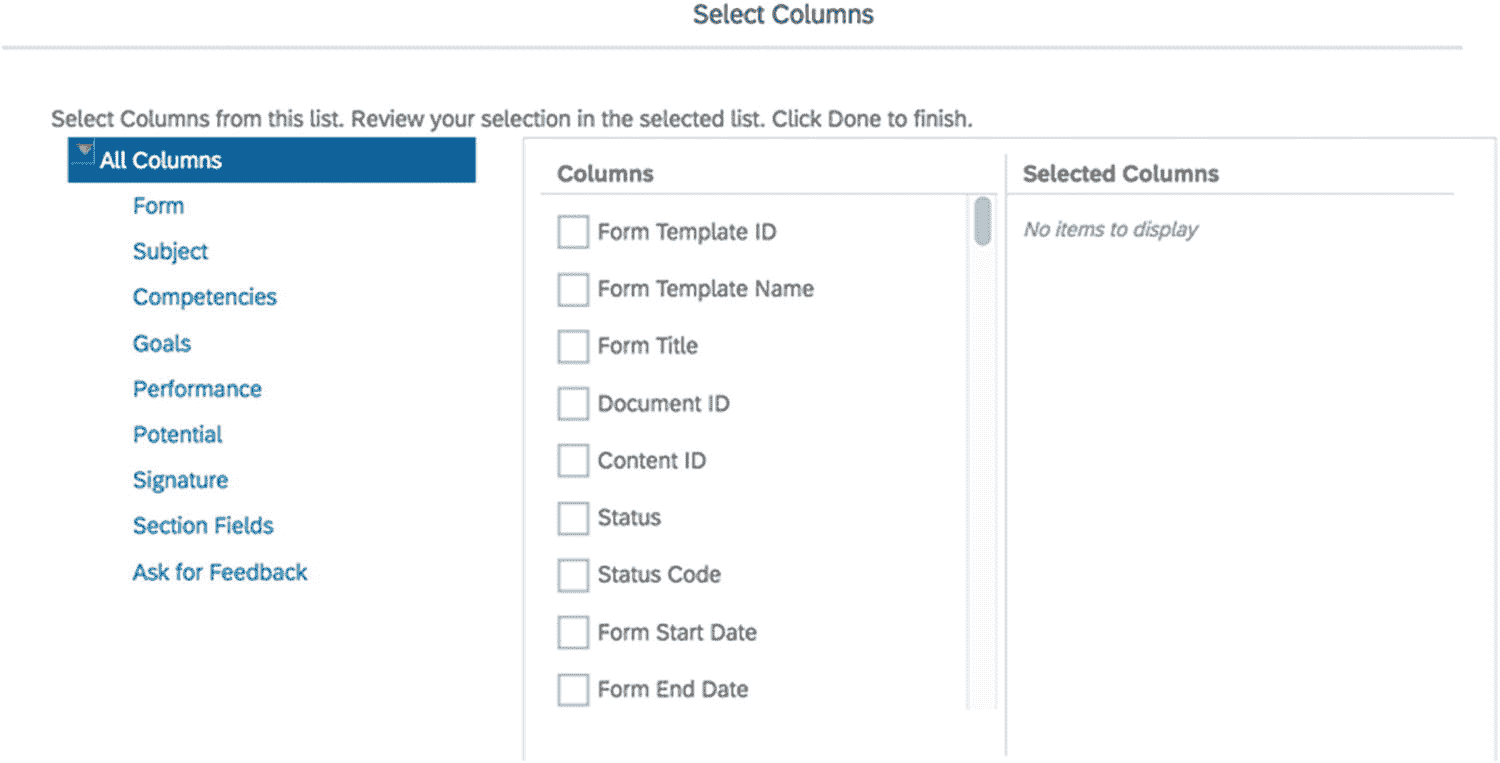 Select Columns
Select Columns from this list. Review your selection in the selected list. Click Done to finish.
All Columns
Form
Subject
Competencies
Goals
Performance
Potential
Signature
Section Fields
Ask for Feedback
Columns
Form Template ID
Form Template Name
Form Title
Document ID
Content ID
Status
Status Code
Form Start Date
Form End Date
Selected Columns
No items to display